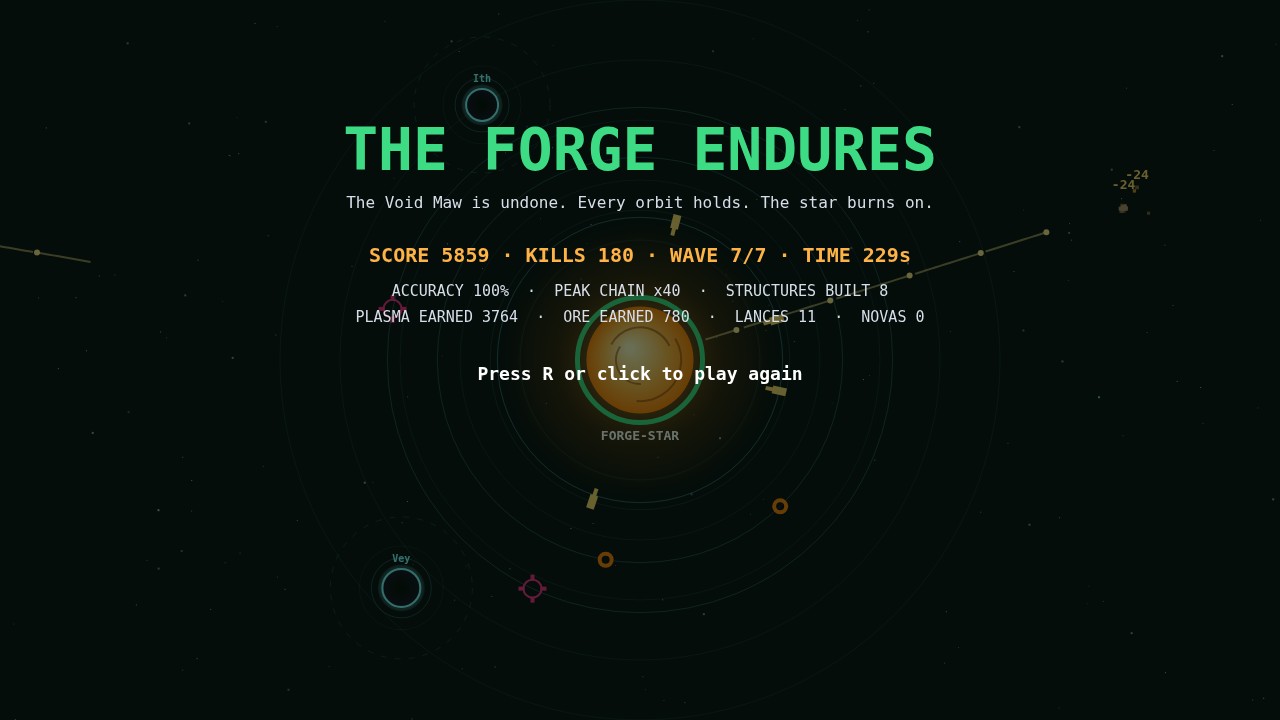 Ith
THE FORGE ENDURES
-24
-24
The Void Maw is undone. Every orbit holds. The star burns on.
SCORE 5859 · KILLS 180 · WAVE 7/7 · TIME 229s
ACCURACY 100% · PEAK CHAIN x40 · STRUCTURES BUILT 8
PLASMA EARNED 3764 · ORE EARNED 780 · LANCES 11 · NOVAS 0
Press R or click to play again
FORGE-STAR
Vey